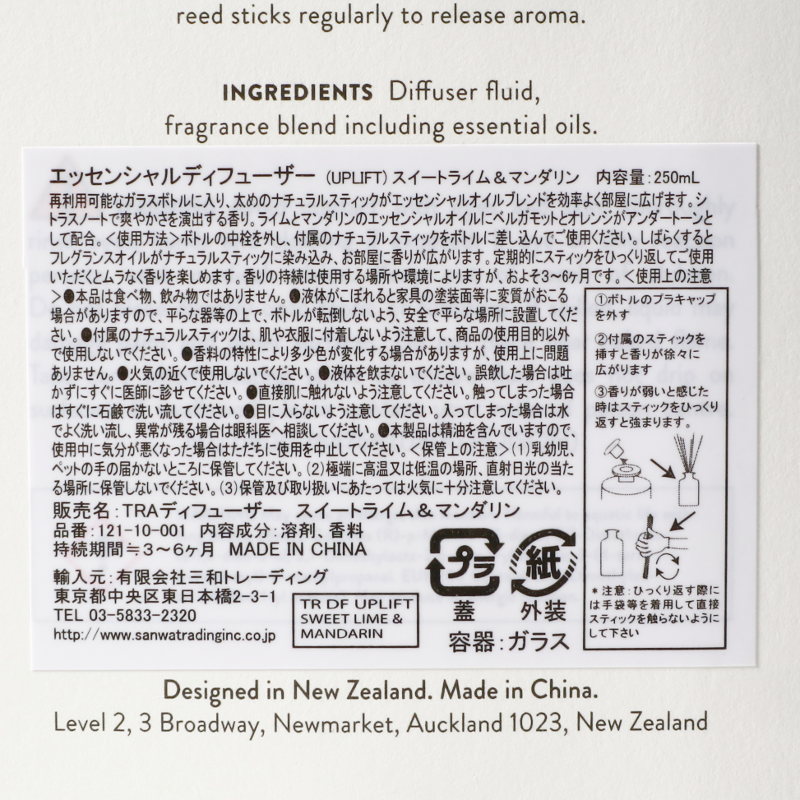 reed sticks regularly to release aroma.
INGREDIENTS Diffuser fluid,
fragrance blend including essential oils.
エッセンシャルディフューザー (UPLIFT) スイートライム＆マンダリン 内容量：250mL
再利用可能なガラスボトルに入り、太めのナチュラルスティックがエッセンシャルオイルブレンドを効率よく部屋に広げます。シ
トラスノートで爽やかさを演出する香り。ライムとマンダリンのエッセンシャルオイルにベルガモットとオレンジがアンダートーンと
して配合。＜使用方法＞ボトルの中栓を外し、付属のナチュラルスティックをボトルに差し込んでご使用ください。しばらくすると
フレグランスオイルがナチュラルスティックに染み込み、お部屋に香りが広がります。定期的にスティックをひっくり返してご使用
いただくとムラなく香りを楽しめます。香りの持続は使用する場所や環境によりますが、およそ3～6ヵ月です。＜使用上の注意
＞●本品は食べ物、飲み物ではありません。●液体がこぼれると家具の塗装面等に変質がおこる
場合がありますので、平らな器等の上で、ボトルが転倒しないよう、安全で平らな場所に設置してくだ
さい。●付属のナチュラルスティックは、肌や衣服に付着しないよう注意して、商品の使用目的以外
で使用しないでください。●香料の特性により多少色が変化する場合がありますが、使用上に問題
ありません。●火気の近くで使用しないでください。●液体を飲まないでください。誤飲した場合は吐
かずにすぐに医師に診せてください。●直接肌に触れないよう注意してください。触ってしまった場合
はすぐに石鹸で洗い流してください。●目に入らないよう注意してください。入ってしまった場合は水
でよく洗い流し、異常が残る場合は眼科医へ相談してください。●本製品は精油を含んでいますので、
使用中に気分が悪くなった場合はただちに使用を中止してください。＜保管上の注意＞(1)乳幼児、
ペットの手の届かないところに保管してください。(2)極端に高温又は低温の場所、直射日光の当た
る場所に保管しないでください。(3)保管及び取り扱いにあたっては火気に十分注意してください。
①ボトルのプラキャップ
を外す
②付属のスティックを
挿すと香りが徐々に
広がります
③香りが弱いと感じた
時はスティックをひっくり
返すと強まります。
＊注意：ひっくり返す際に
は手袋等を着用して直接
スティックを触らないように
して下さい
販売名：TRAディフューザー スイートライム＆マンダリン
品番：121-10-001 内容成分：溶剤、香料
持続期間≒3～6ヶ月 MADE IN CHINA
輸入元：有限会社三和トレーディング
東京都中央区東日本橋2-3-1
TEL 03-5833-2320
http://www.sanwatradinginc.co.jp
TR DF UPLIFT
SWEET LIME &
MANDARIN
プラ 紙
蓋 外装
容器：ガラス
Designed in New Zealand. Made in China.
Level 2, 3 Broadway, Newmarket, Auckland 1023, New Zealand